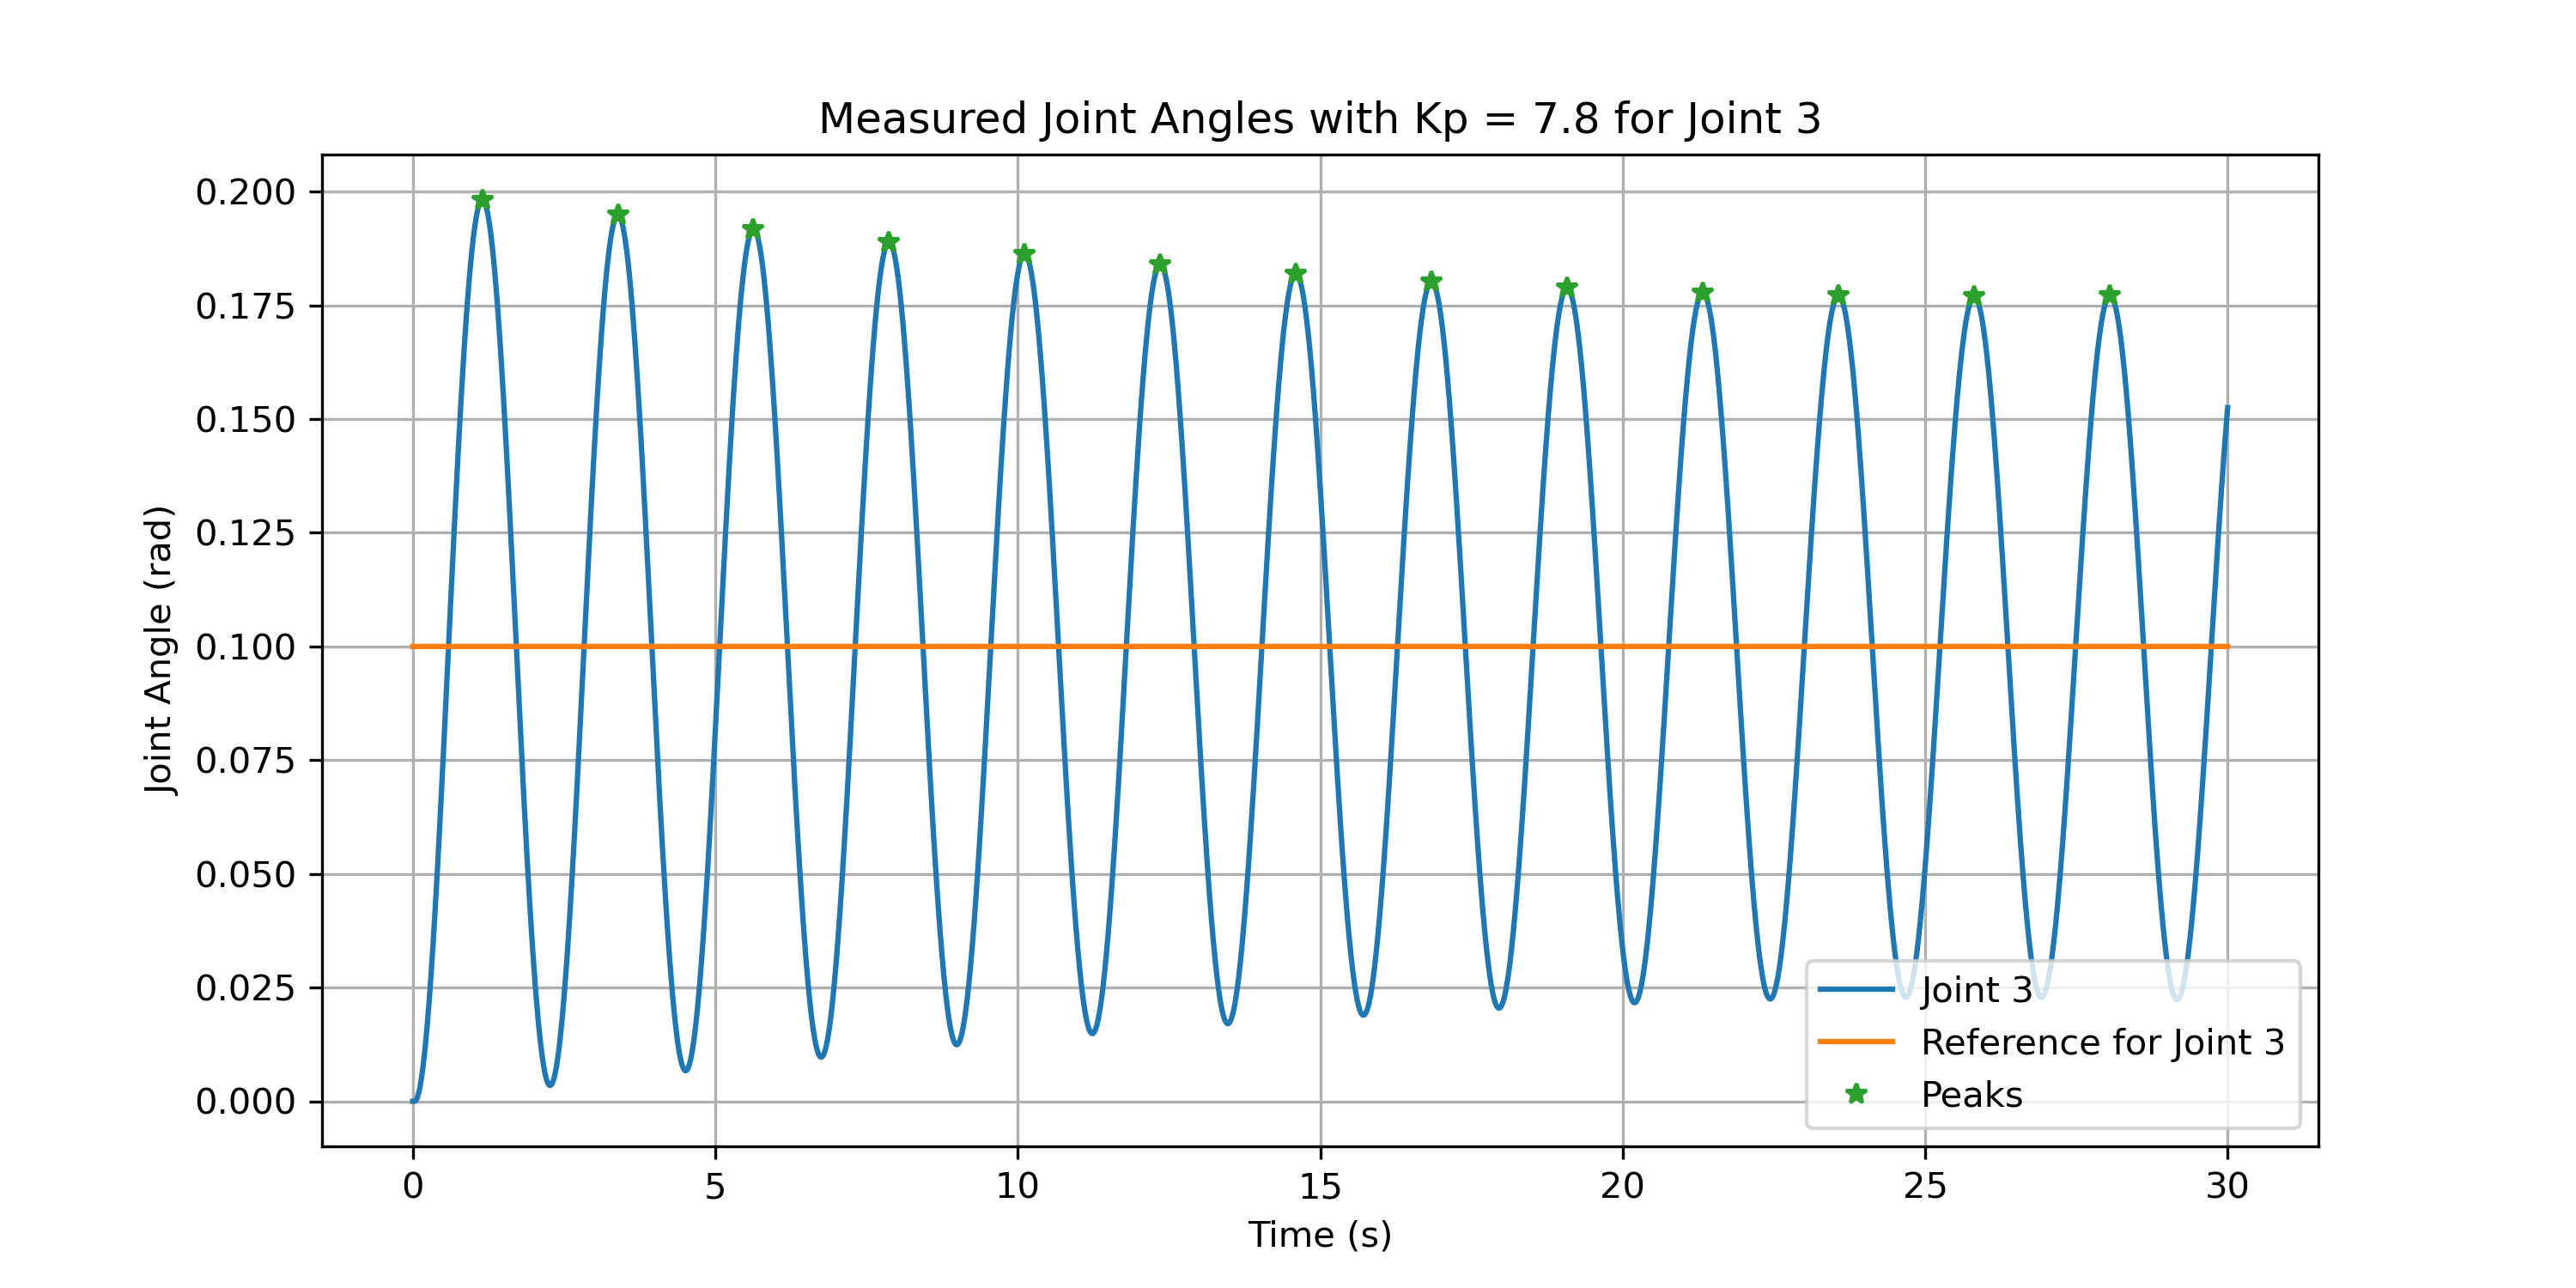 Measured Joint Angles with Kp = 7.8 for Joint 3
0.200
0.175
0.150
0.125
0.100
0.075
0.050
0.025
0.000
Joint Angle (rad)
Joint 3
Reference for Joint 3
Peaks
0 5 10 15 20 25 30
Time (s)